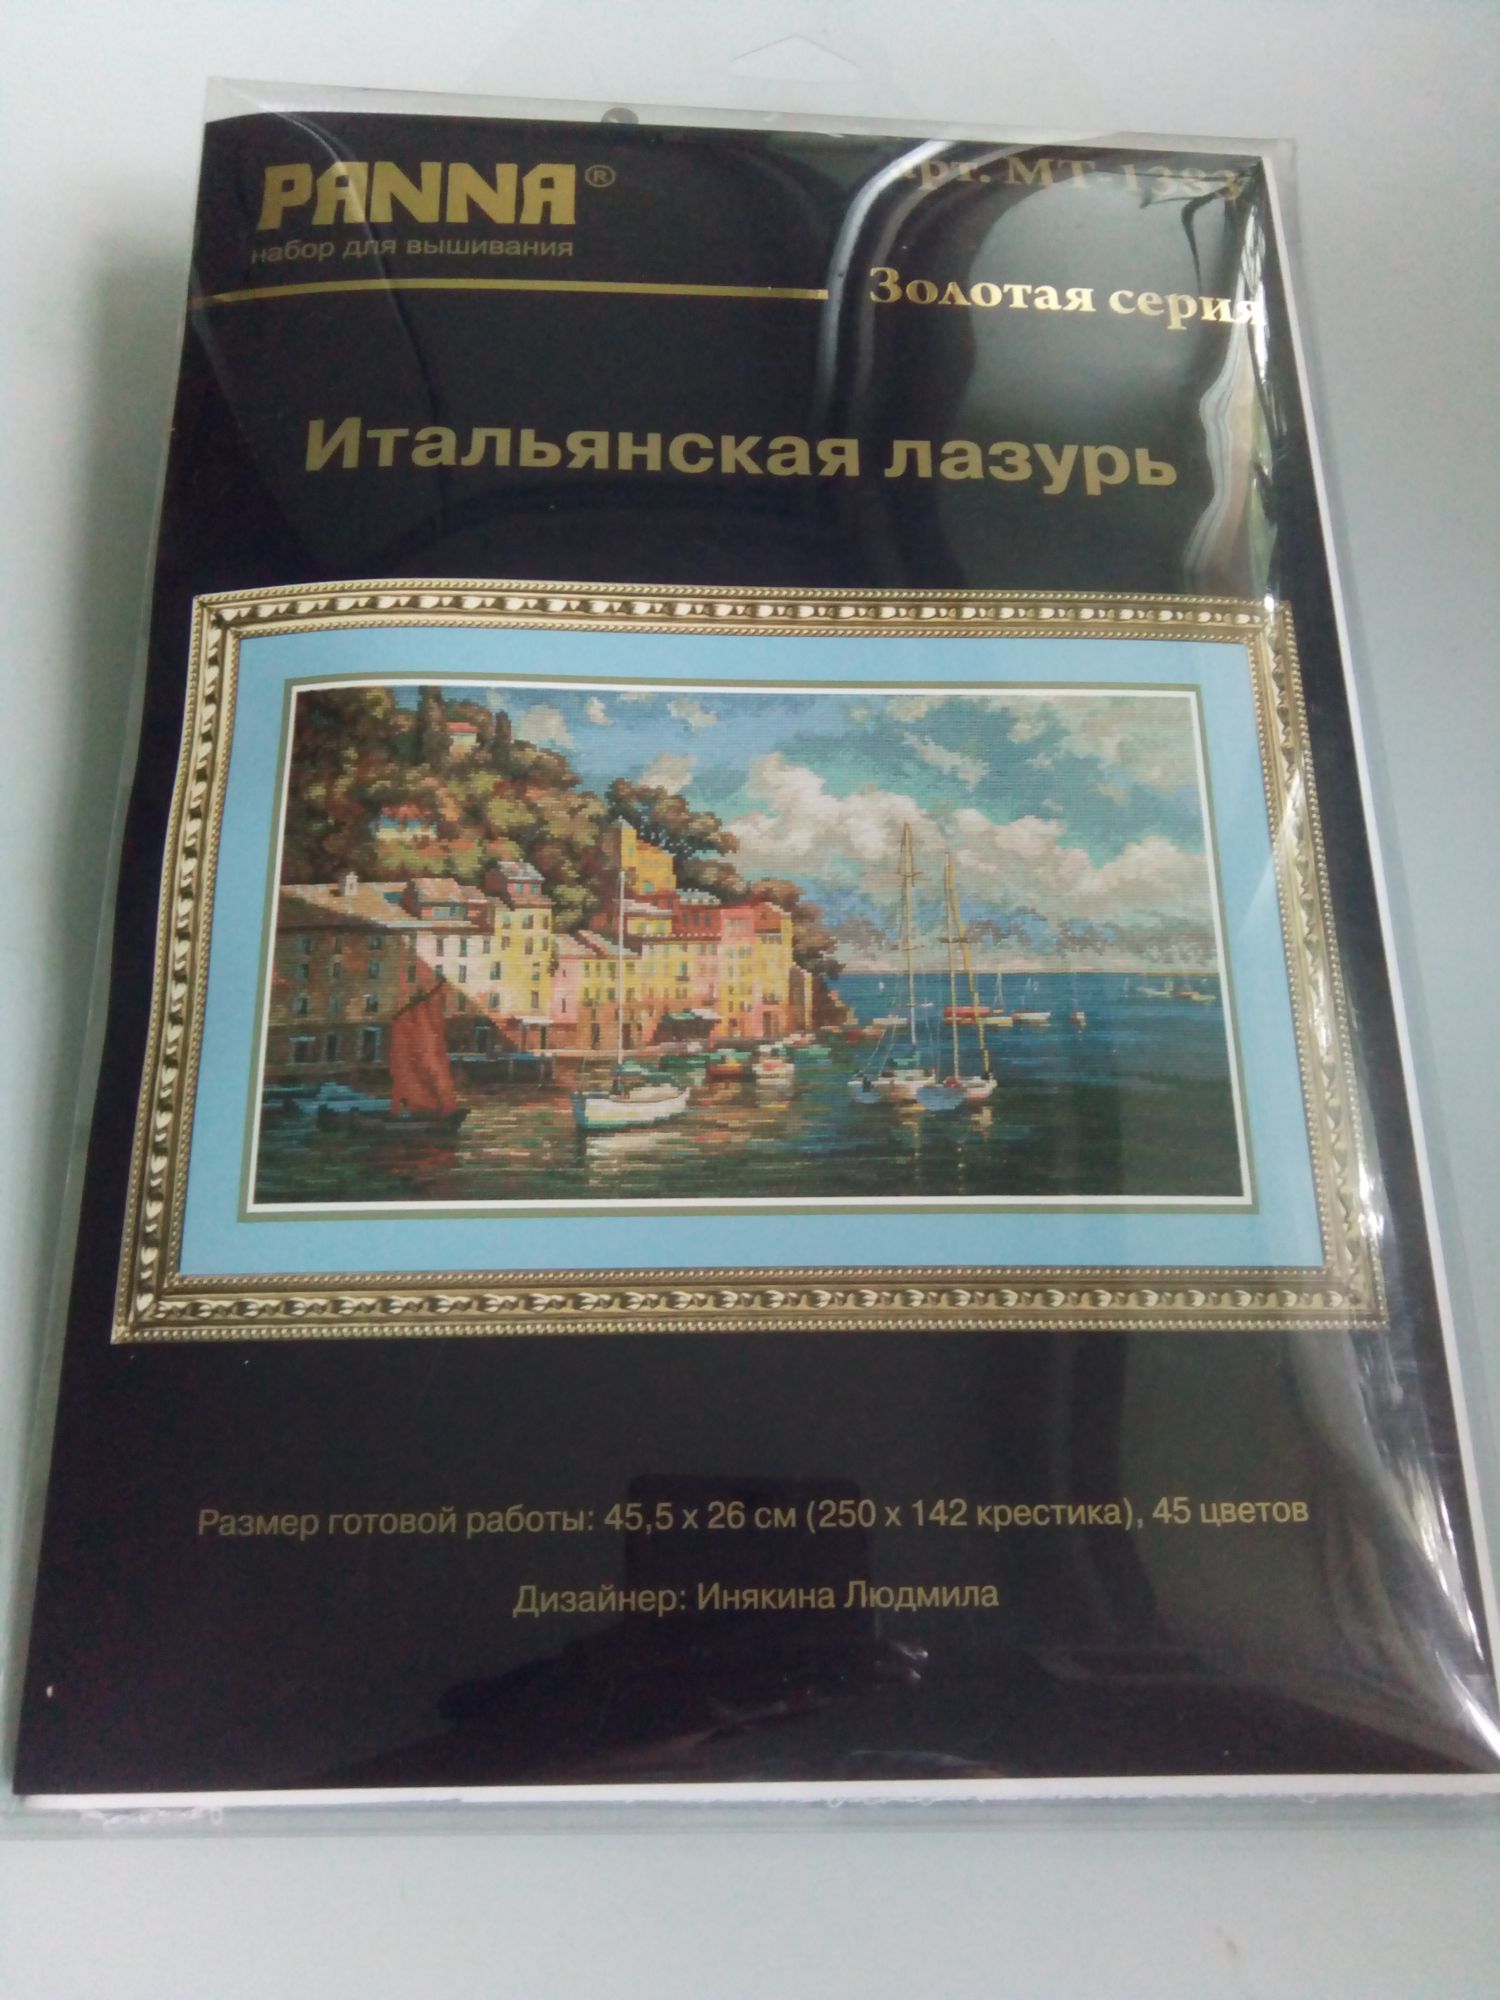 PANNA®
набор для вышивания
Золотая серия
Итальянская лазурь
Размер готовой работы: 45,5 x 26 см (250 x 142 крестика), 45 цветов
Дизайнер: Инякина Людмила